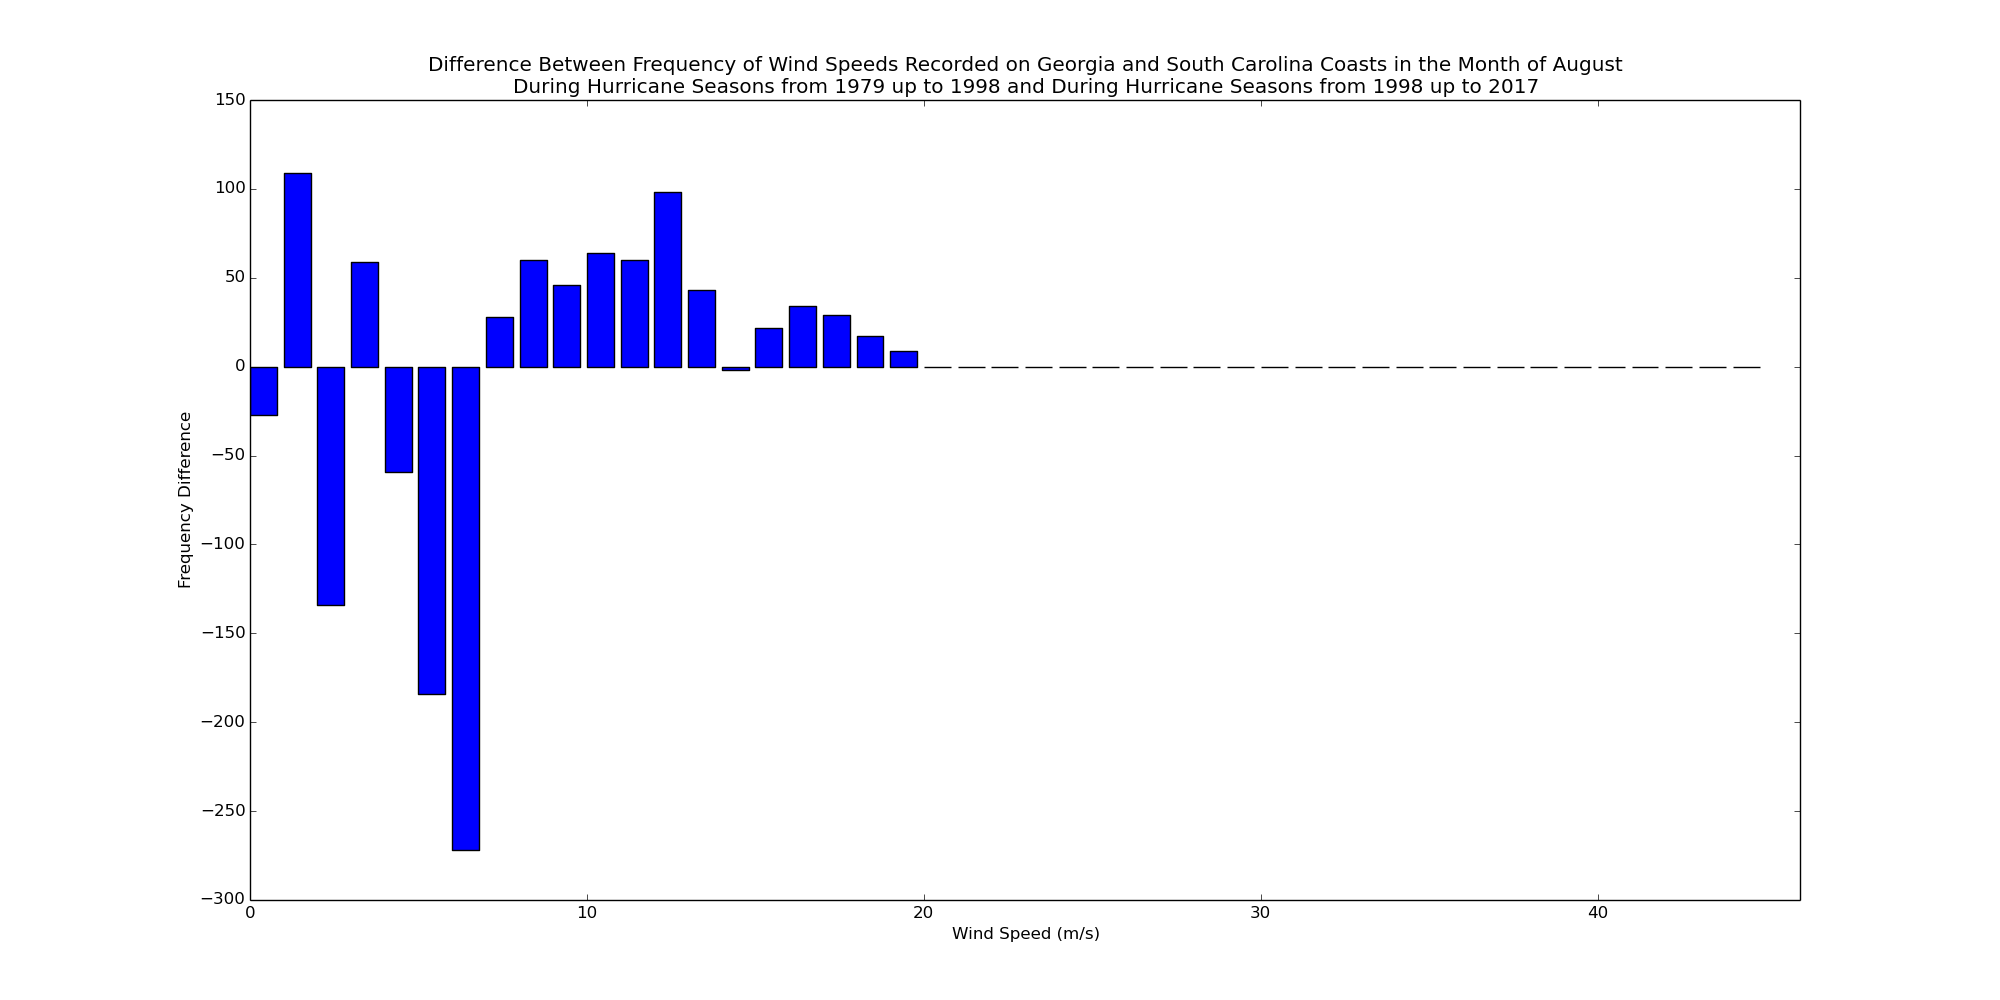 Difference Between Frequency of Wind Speeds Recorded on Georgia and South Carolina Coasts in the Month of August
During Hurricane Seasons from 1979 up to 1998 and During Hurricane Seasons from 1998 up to 2017
150
100
50
0
−50
−100
−150
−200
−250
−300
Frequency Difference
0 10 20 30 40
Wind Speed (m/s)